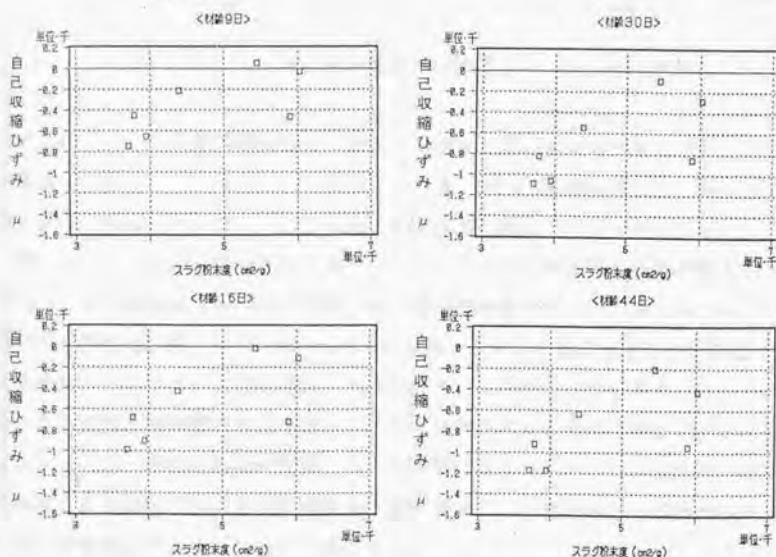 <材齢9日>
単位・千
0.2
0
-0.2
-0.4
-0.6
-0.8
-1
-1.2
-1.4
-1.6
自己収縮ひずみ μ
3
5
7
単位・千
スラグ粉末度(cm2/g)
<材齢30日>
単位・千
0.2
0
-0.2
-0.4
-0.6
-0.8
-1
-1.2
-1.4
-1.6
自己収縮ひずみ μ
3
5
7
単位・千
スラグ粉末度(cm2/g)
<材齢16日>
単位・千
0.2
0
-0.2
-0.4
-0.6
-0.8
-1
-1.2
-1.4
-1.6
自己収縮ひずみ μ
3
5
7
単位・千
スラグ粉末度(cm2/g)
<材齢44日>
単位・千
0.2
0
-0.2
-0.4
-0.6
-0.8
-1
-1.2
-1.4
-1.6
自己収縮ひずみ μ
3
5
7
単位・千
スラグ粉末度(cm2/g)